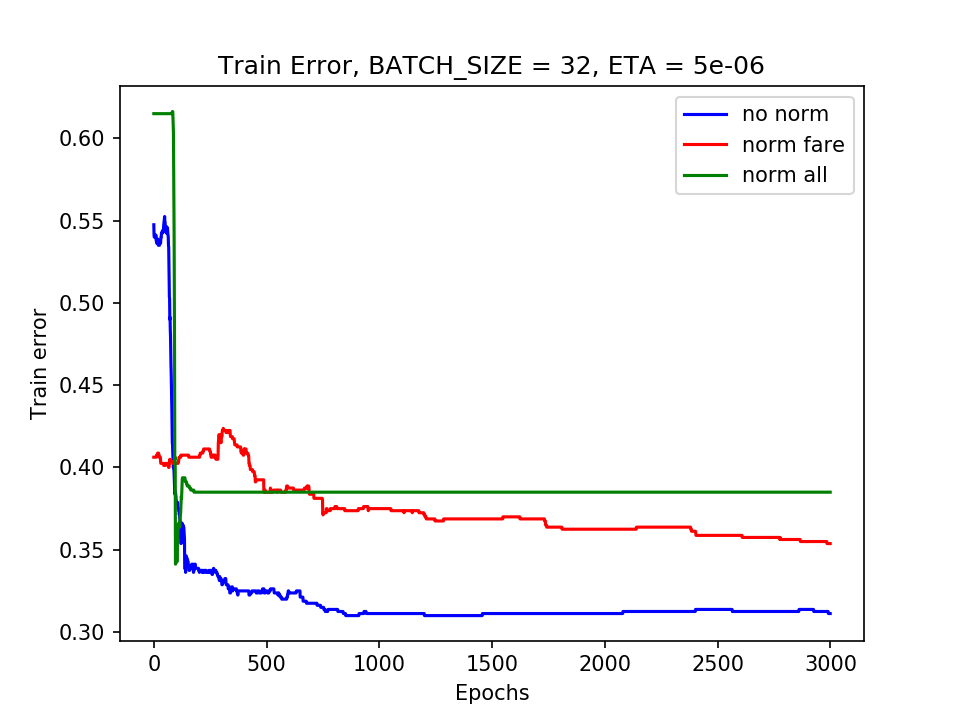 Train Error, BATCH_SIZE = 32, ETA = 5e-06
no norm
norm fare
norm all
Train error
0.60
0.55
0.50
0.45
0.40
0.35
0.30
0 500 1000 1500 2000 2500 3000
Epochs